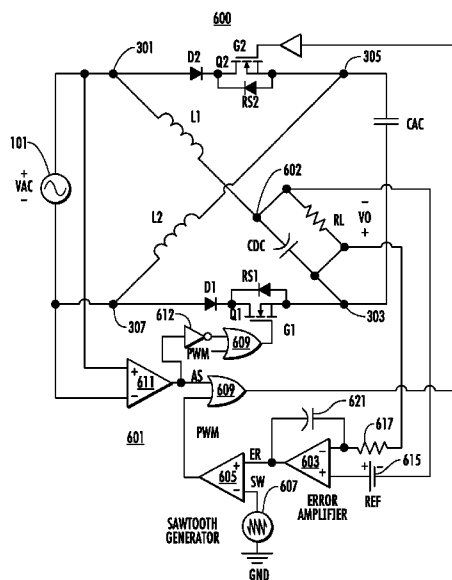 600
301
D2
Q2
G2
RS2
305
L1
CAC
101
+
VAC
-
602
L2
RL
-
VO
+
CDC
RS1
D1
Q1
G1
303
307
612
PWM
609
+
611
-
AS
609
601
621
617
PWM
ER
603
-
+
+ -
615
REF
605
+
-
SW
607
ERROR
AMPLIFIER
SAWTOOTH
GENERATOR
GND